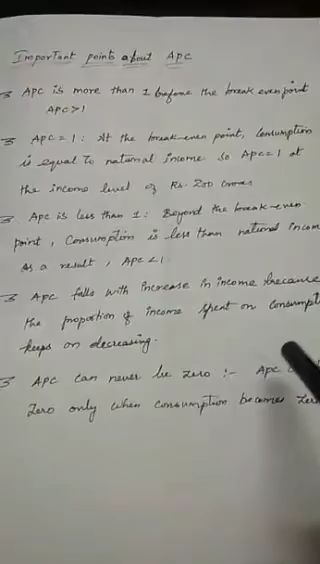 Important points about APC
APC is more than 1 before the break even point
APC>1
APC=1: At the break-even point, Consumption
is equal to national income so APC=1 at
the income level of Rs. 200 crores
APC is less than 1: Beyond the break-even
point, Consumption is less than national incom
As a result, APC<1.
APC falls with increase in income because
the proportion of income spent on Consumpt
keeps on decreasing.
APC can never be zero :- APC
Zero only when consumption becomes Zer